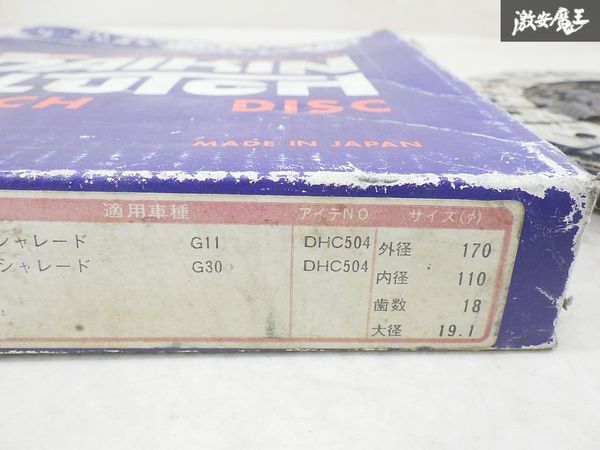 激安魔王
DAIKIN
CLUTCH
DISC
MADE IN JAPAN
適用車種 アイテNO サイズ(φ)
シャレード G11 DHC504 外径 170
シャレード G30 DHC504 内径 110
歯数 18
大径 19.1